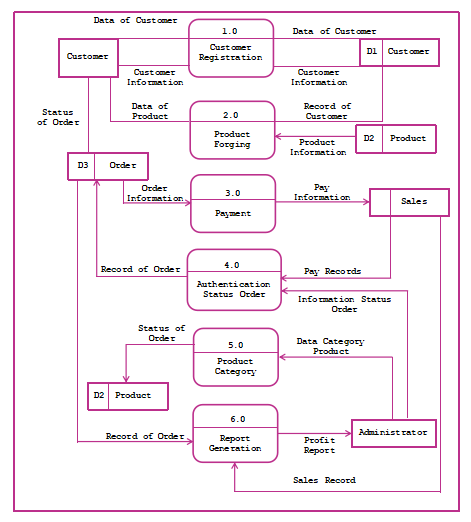 Data of Customer
1.0
Data of Customer
Customer
Customer
Registration
D1 Customer
Customer
Information
Customer
Information
Status
of Order
Data of
Product
2.0
Record of
Customer
Product
Forging
Product
Information
D2 Product
D3 Order
Order
Information
3.0
Payment
Pay
Information
Sales
4.0
Record of Order
Authentication
Status Order
Pay Records
Information Status
Order
Status of
Order
5.0
Product
Category
Data Category
Product
D2 Product
6.0
Record of Order
Report
Generation
Profit
Report
Administrator
Sales Record